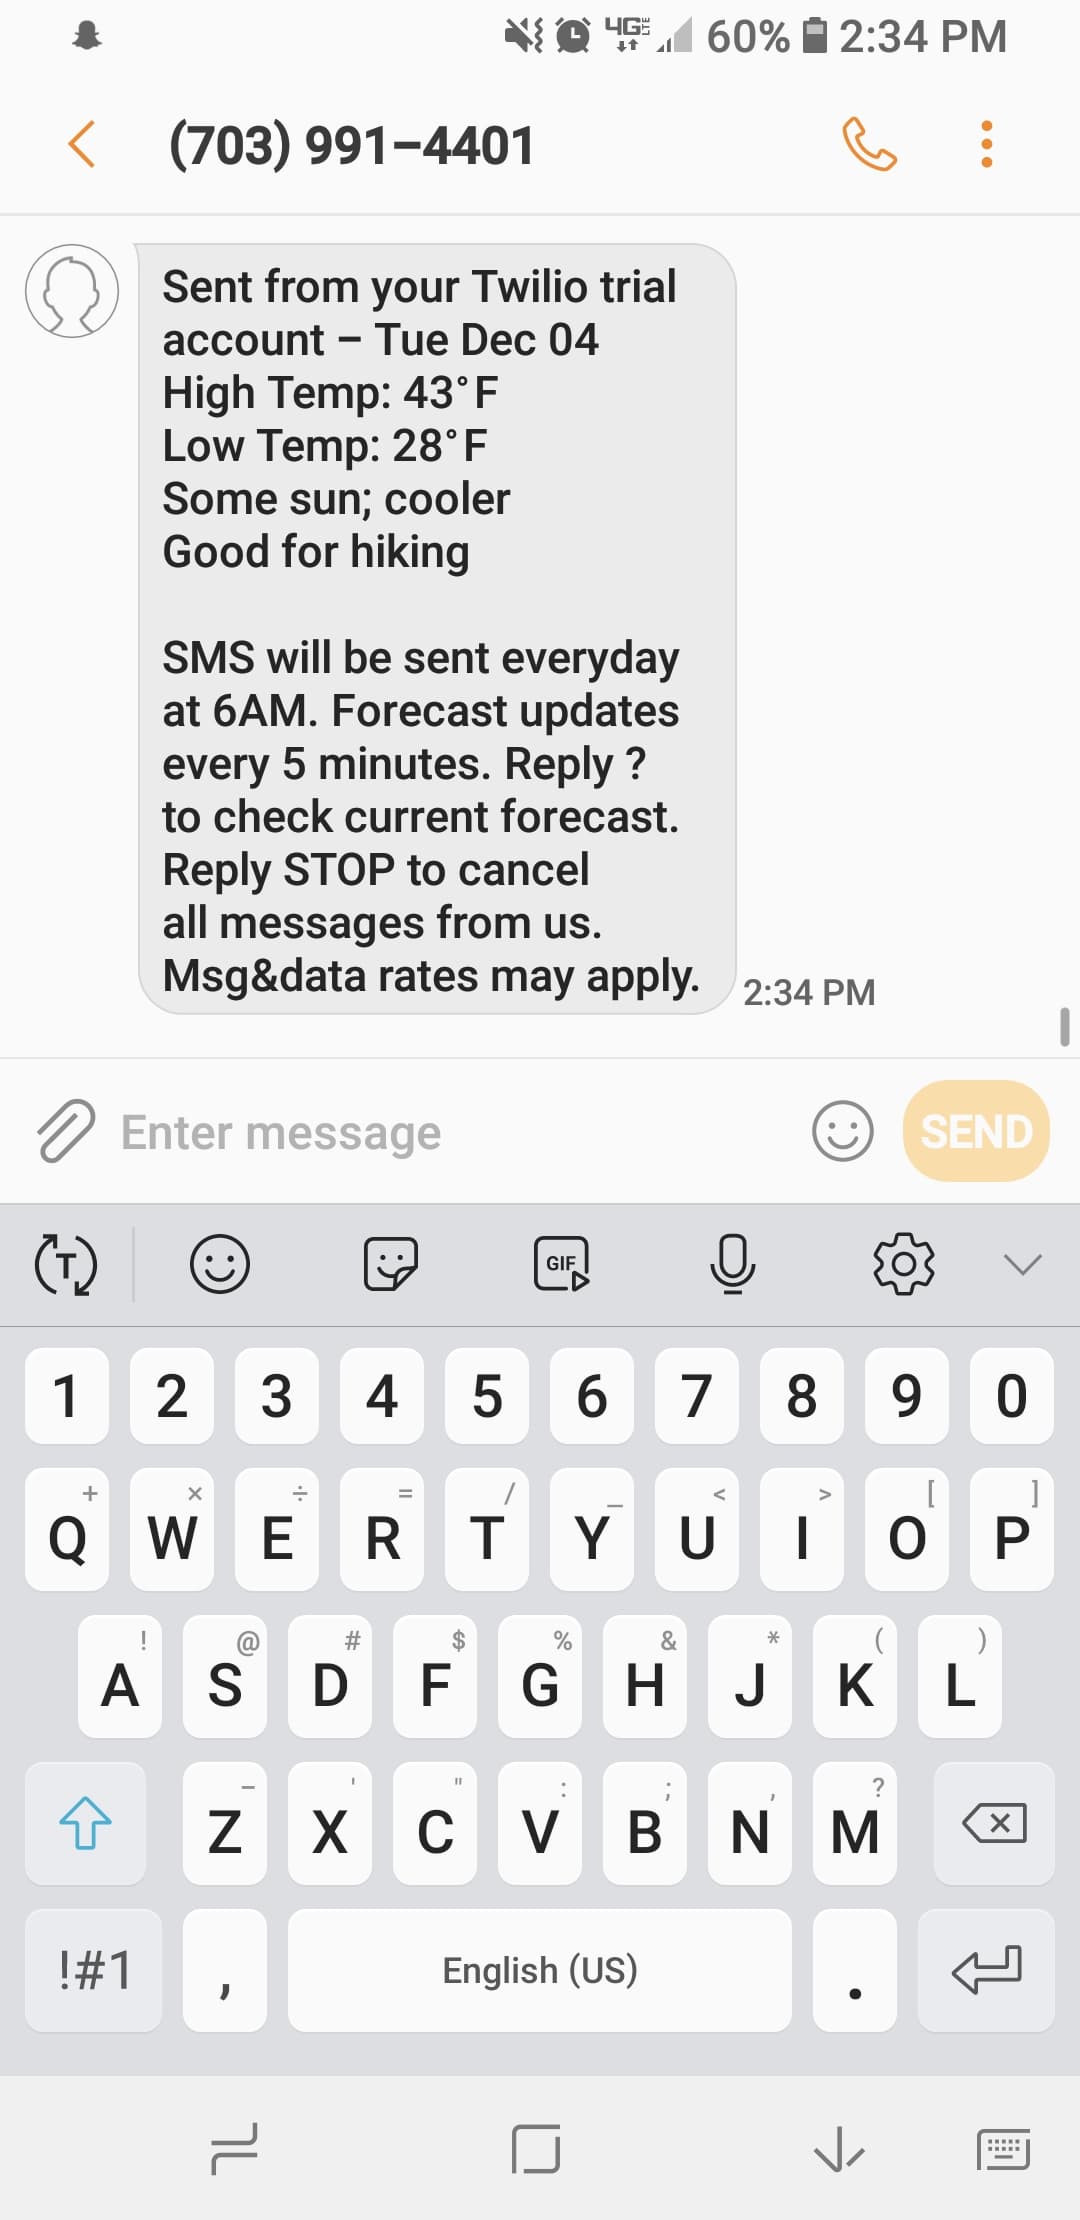 4G LTE 60% 2:34 PM
(703) 991-4401
Sent from your Twilio trial
account – Tue Dec 04
High Temp: 43°F
Low Temp: 28°F
Some sun; cooler
Good for hiking
SMS will be sent everyday
at 6AM. Forecast updates
every 5 minutes. Reply ?
to check current forecast.
Reply STOP to cancel
all messages from us.
Msg&data rates may apply.
2:34 PM
Enter message
SEND
T GIF
1 2 3 4 5 6 7 8 9 0
+ × ÷ = / _ < > [ ]
Q W E R T Y U I O P
! @ # $ % & * ( )
A S D F G H J K L
- ' " : ; , ?
Z X C V B N M
!#1 , English (US) .